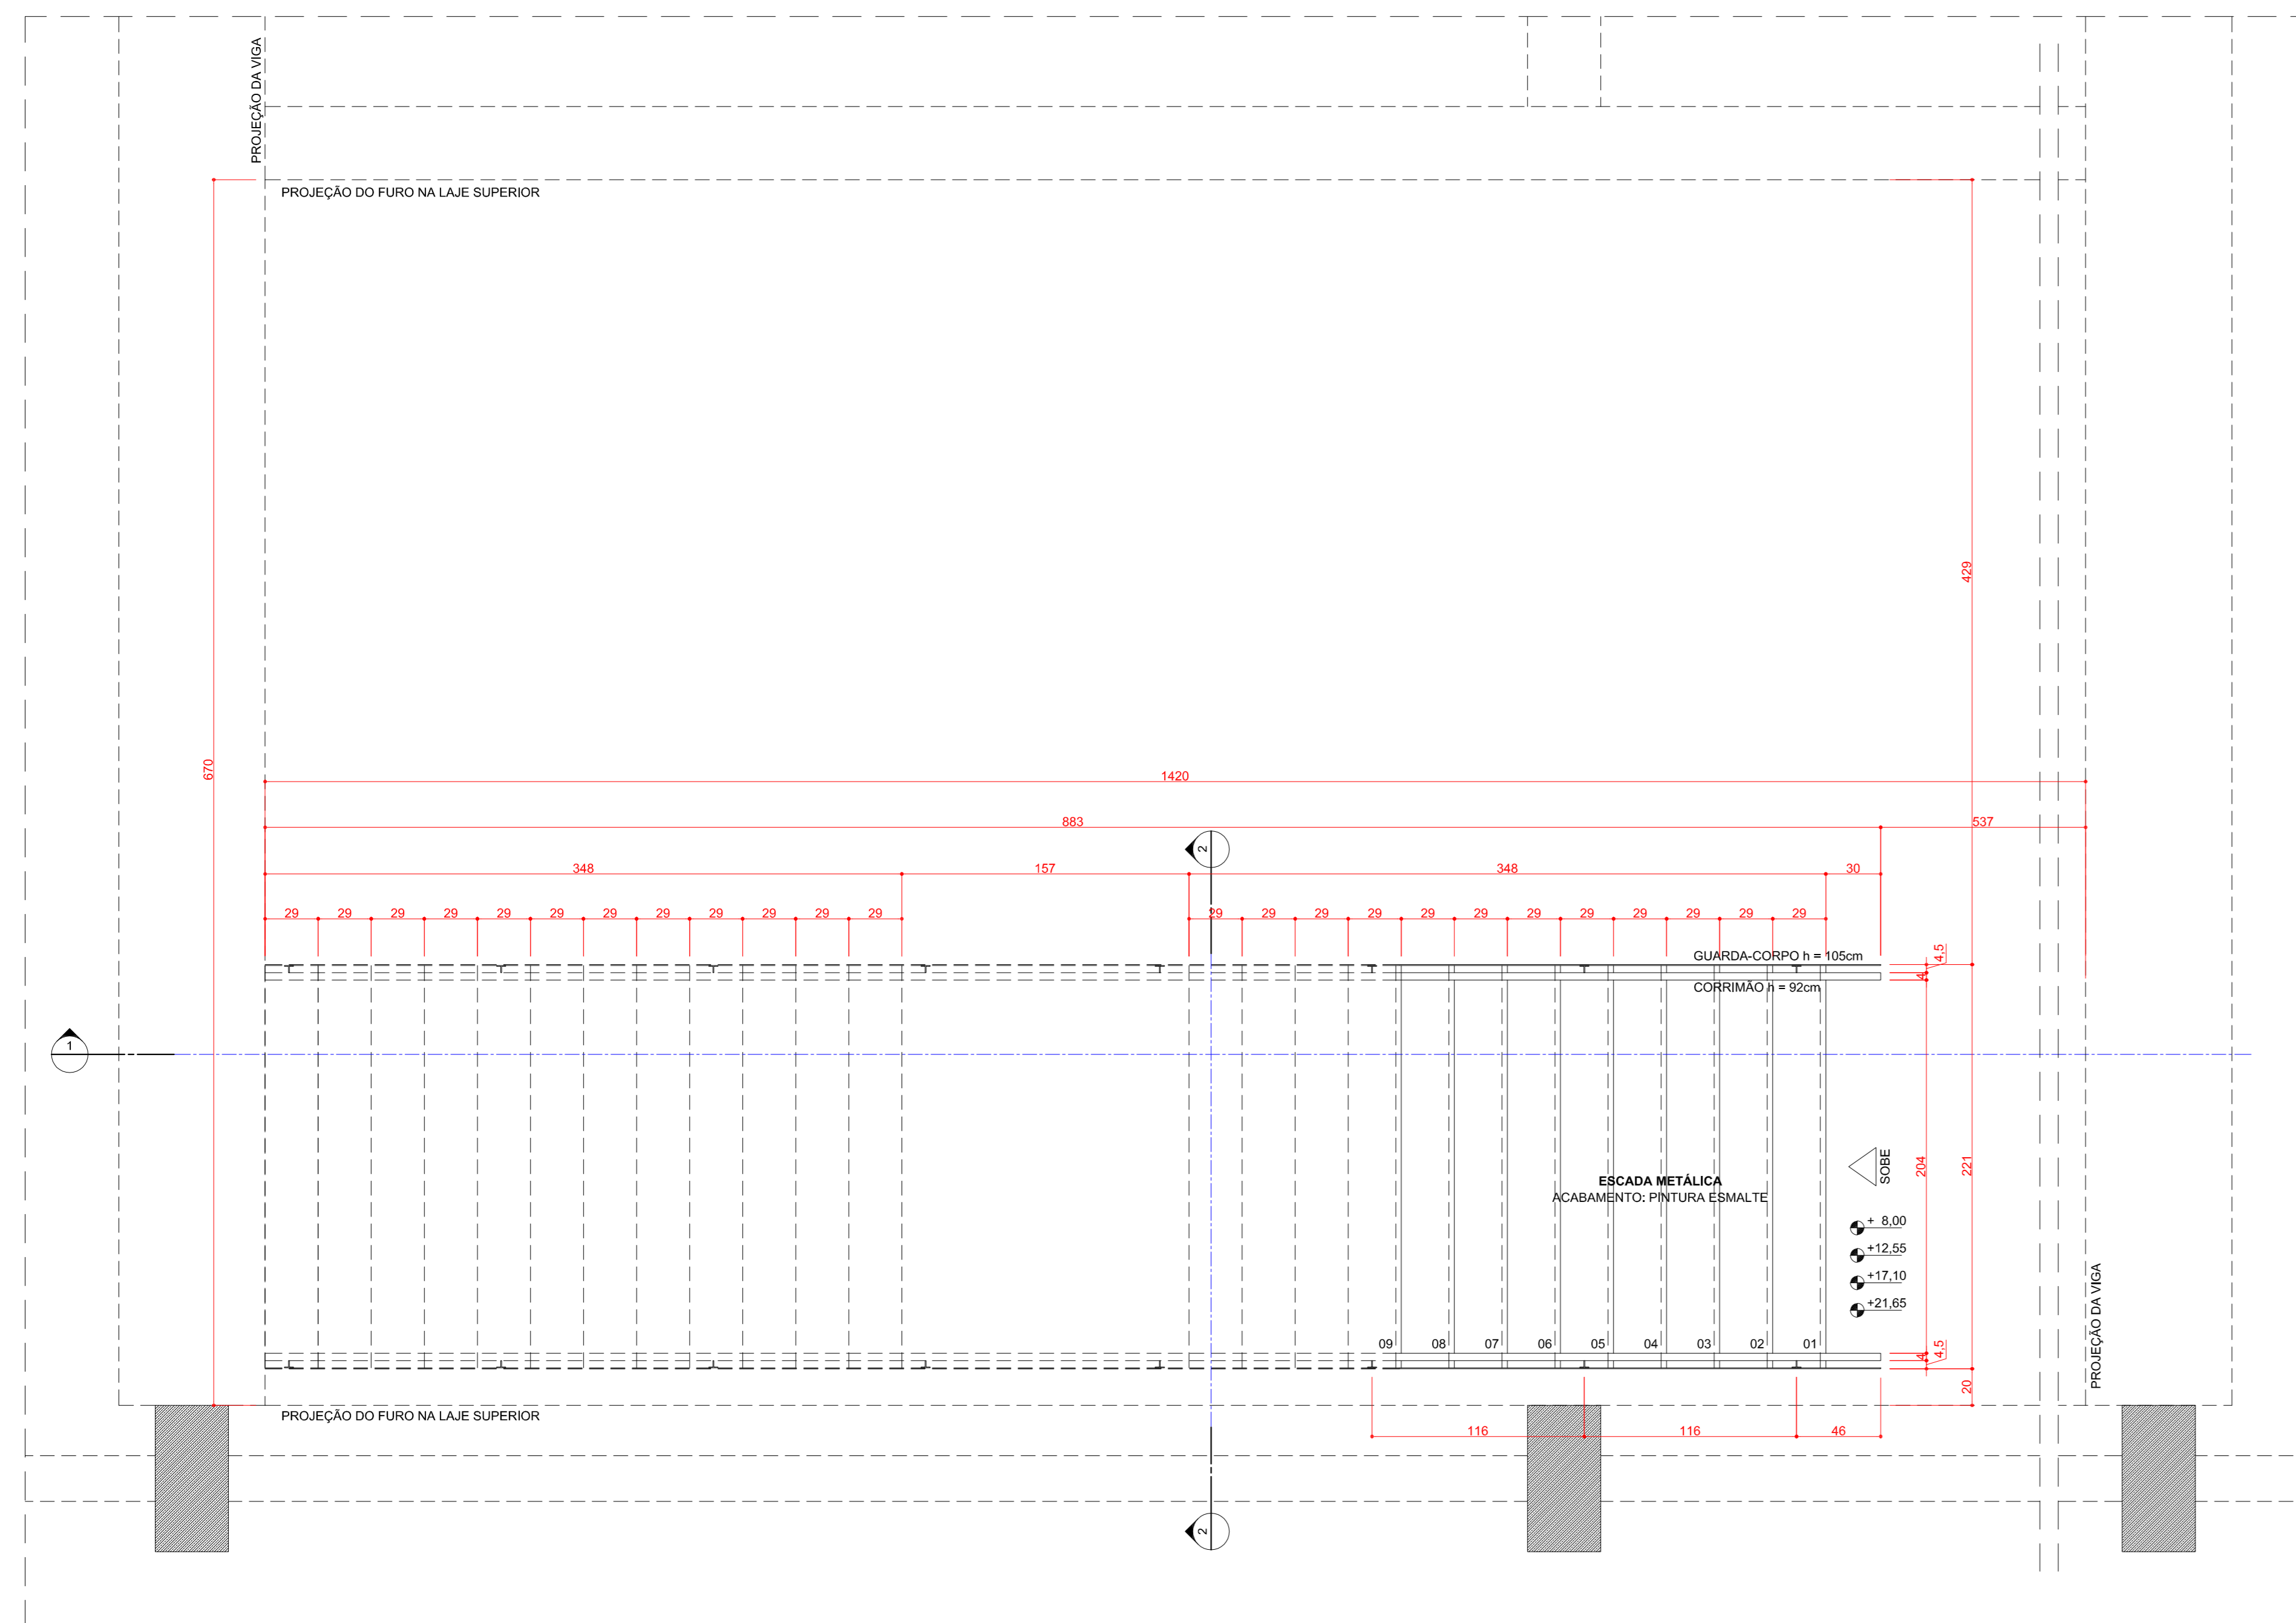 PROJEÇÃO DA VIGA
PROJEÇÃO DO FURO NA LAJE SUPERIOR
429
670
1420
883 537
2
348 157 348 30
29 29 29 29 29 29 29 29 29 29 29 29 29 29 29 29 29 29 29 29 29 29 29 29
GUARDA-CORPO h = 105cm
4,5
4
CORRIMÃO h = 92cm
1
SOBE
204
221
ESCADA METÁLICA
ACABAMENTO: PINTURA ESMALTE
+ 8,00
+12,55
+17,10
+21,65
PROJEÇÃO DA VIGA
09 08 07 06 05 04 03 02 01
4
4,5
20
PROJEÇÃO DO FURO NA LAJE SUPERIOR
116 116 46
2